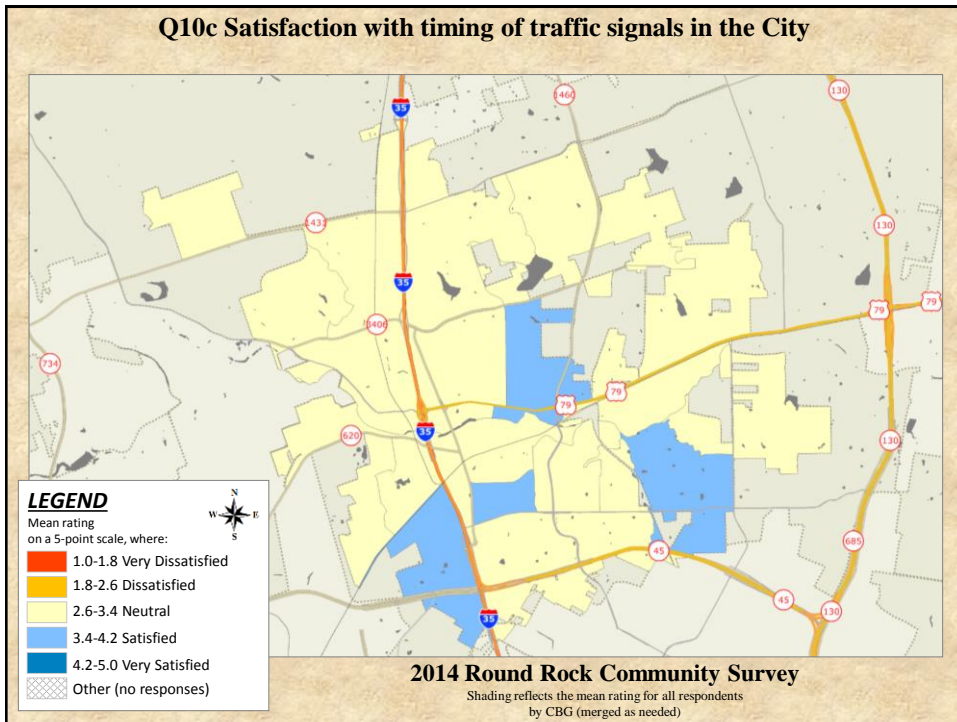 Q10c Satisfaction with timing of traffic signals in the City
35
1460
130
1431
130
35
79
79
3406
734
79
79
35
620
130
45
685
45
130
35
LEGEND
Mean rating
on a 5-point scale, where:
1.0-1.8 Very Dissatisfied
1.8-2.6 Dissatisfied
2.6-3.4 Neutral
3.4-4.2 Satisfied
4.2-5.0 Very Satisfied
Other (no responses)
N
W E
S
2014 Round Rock Community Survey
Shading reflects the mean rating for all respondents
by CBG (merged as needed)